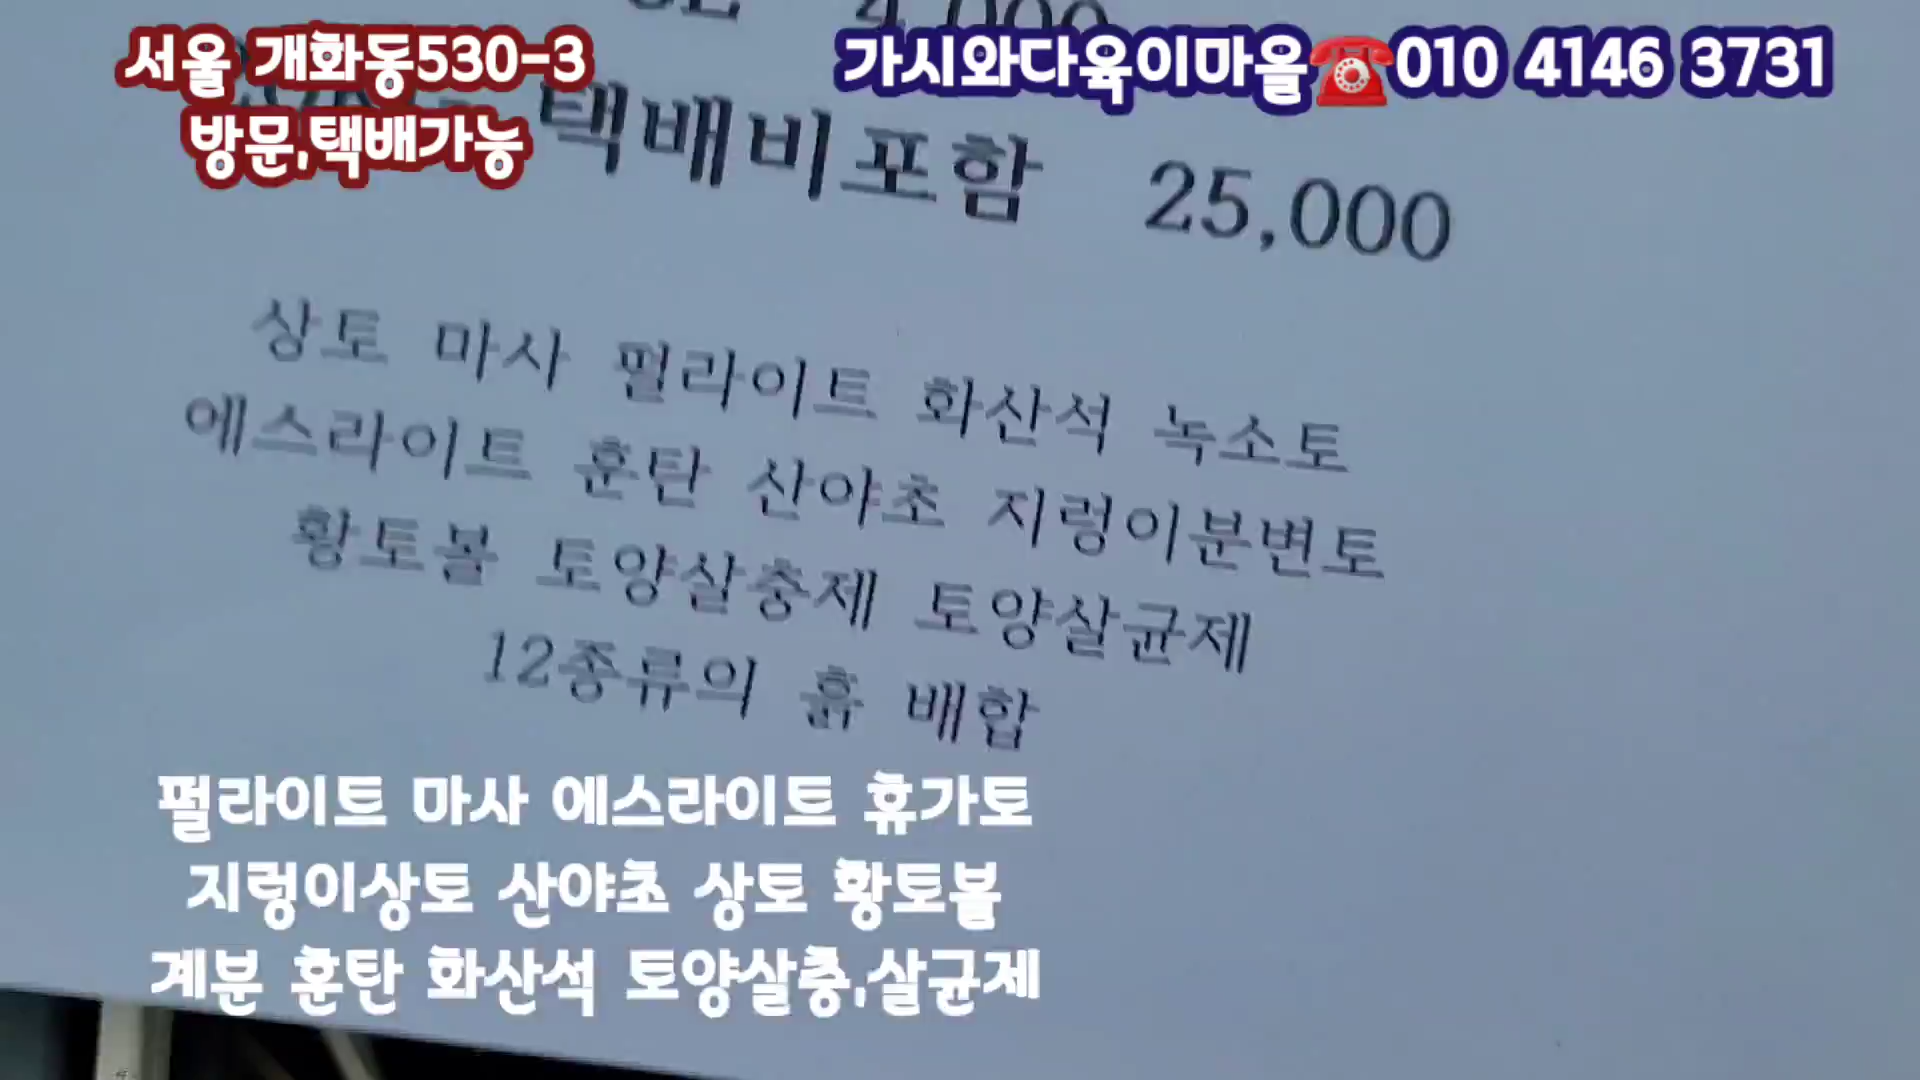 4,000
서울 개화동530-3
방문,택배가능
가시와다육이마을☎010 4146 3731
택배비포함 25,000
상토 마사 펄라이트 화산석 녹소토
에스라이트 훈탄 산야초 지렁이분변토
황토볼 토양살충제 토양살균제
12종류의 흙 배합
펄라이트 마사 에스라이트 휴가토
지렁이상토 산야초 상토 황토볼
계분 훈탄 화산석 토양살충,살균제